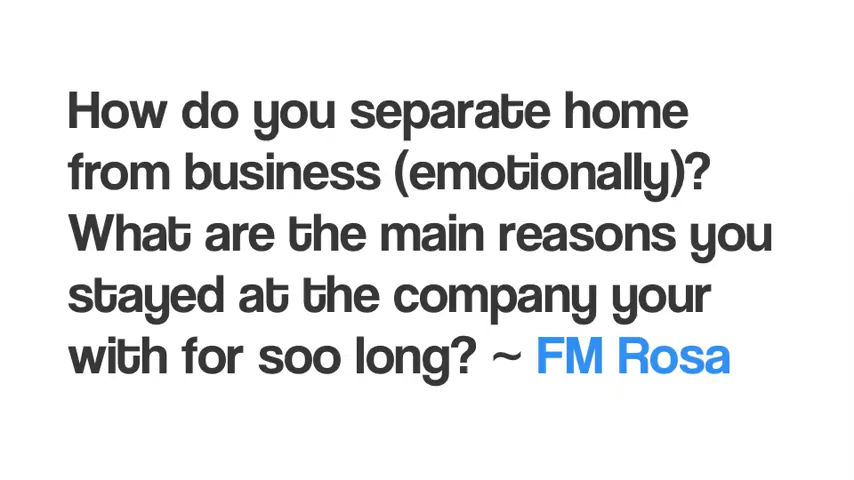 How do you separate home
from business (emotionally)?
What are the main reasons you
stayed at the company your
with for soo long? ~ FM Rosa